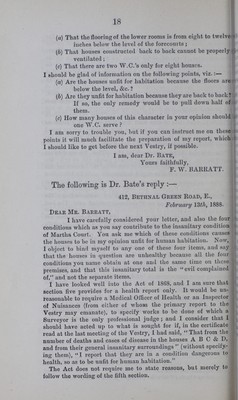 18
(a) That the flooring of the lower rooms is from eight to twelve
inches below the level of the forecourts;
(b) That houses constructed back to back cannot be properly
ventilated;
(c) That there are two W.C.'s only for eight houses.
I should be glad of information on the following points, viz. :—
(a) Are the houses unfit for habitation because the floors are
below the level, &c.?
(b) Are they unfit for habitation because they are back to back?
If so, the only remedy would be to pull down half of
them.
(c) How many houses of this character in your opinion should
one W.C. serve?
I am sorry to trouble you, but if you can instruct me on these
points it will much facilitate the preparation of my report, which
I should like to get before the next Vestry, if possible.
I am, dear Dr. BATE,
Yours faithfully,
F. W. BARRATT.
The following is Dr. Bate's reply :—
412, BETHNAL GREEN ROAD, E.,
February 13th, 1888.
DEAR MR. BARRATT,
I have carefully considered your letter, and also the four
conditions which as you say contribute to the insanitary condition
of Martha Court. You ask me which of these conditions causes
the houses to be in my opinion unfit for human habitation. Now,
I object to bind myself to any one of these four items, and say
that the houses in question are unhealthy because all the four
conditions you name obtain at one and the same time on these
premises, and that this insanitary total is the "evil complained
of," and not the separate items.
I have looked well into the Act of 1868, and I am sure that
section five provides for a health report only. It would be un-
reasonable to require a Medical Officer of Health or an Inspector
of Nuisances (from either of whom the primary report to the
Vestry may emanate), to specify works to be done of which a
Surveyor is the only professional judge; and I consider that I
should have acted up to what is sought for if, in the certificate
read at the last meeting of the Vestry, I had said, "That from the
number of deaths and cases of disease in the houses A B C & D,
and from their general insanitary surroundings" (without specify-
ing them), "I report that they are in a condition dangerous to
health, so as to be unfit for human habitation."
The Act does not require me to state reasons, but merely to
follow the wording of the fifth section.